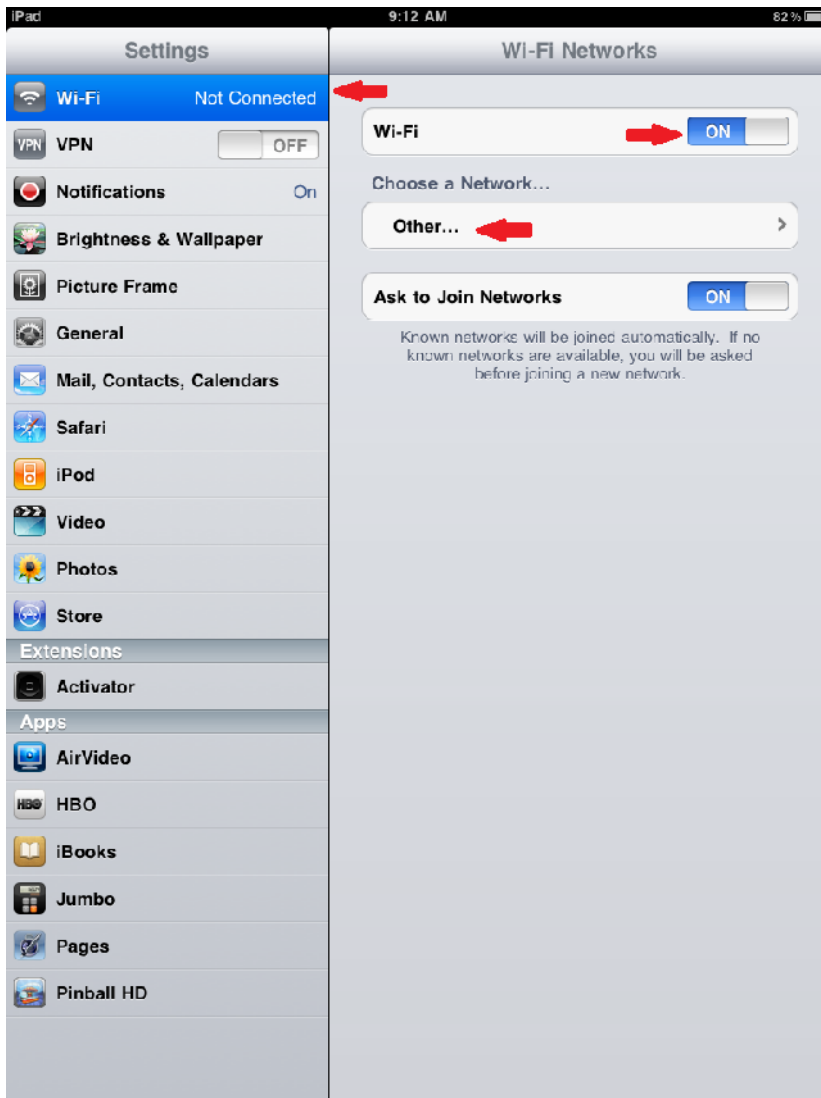 iPad 9:12 AM 82%
Settings
Wi-Fi Networks
Wi-Fi Not Connected
VPN VPN OFF
Notifications On
Brightness & Wallpaper
Picture Frame
General
Mail, Contacts, Calendars
Safari
iPod
Video
Photos
Store
Extensions
Activator
Apps
AirVideo
HBO HBO
iBooks
Jumbo
Pages
Pinball HD
Wi-Fi ON
Choose a Network...
Other...
Ask to Join Networks ON
Known networks will be joined automatically. If no
known networks are available, you will be asked
before joining a new network.